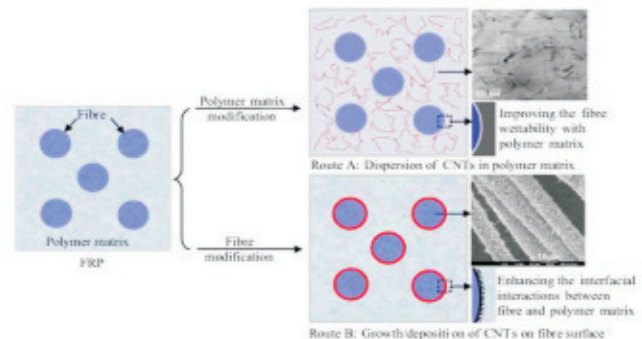 Fibre
Polymer matrix
FRP
Polymer matrix
modification
Fibre
modification
Improving the fibre
wettability with
polymer matrix
Route A: Dispersion of CNTs in polymer matrix
Enhancing the interfacial
interactions between
fibre and polymer matrix
Route B: Growth/deposition of CNTs on fibre surface